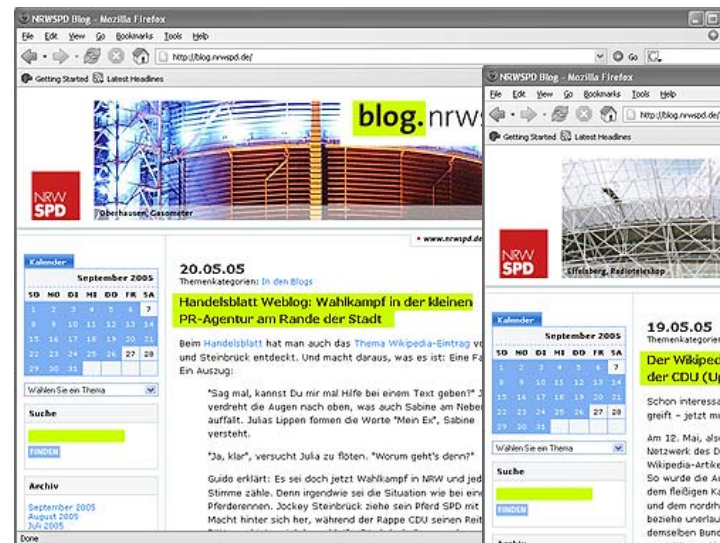 NRWSPD Blog - Mozilla Firefox
File Edit View Go Bookmarks Tools Help
http://blog.nrwspd.de/
Go
Getting Started Latest Headlines
blog.nrws
NRW
SPD
Oberhausen, Gasometer
www.nrwspd.de
Kalender
September 2005
SO MO DI MI DO FR SA
1 2 3 4 5 6 7
8 9 10 11 12 13 14
15 16 17 18 19 20 21
22 23 24 25 26 27 28
29 30 31
Wählen Sie ein Thema
Suche
FINDEN
Archiv
September 2005
August 2005
Juli 2005
Done
20.05.05
Themenkategorien: In den Blogs
Handelsblatt Weblog: Wahlkampf in der kleinen
PR-Agentur am Rande der Stadt
Beim Handelsblatt hat man auch das Thema Wikipedia-Eintrag vo
und Steinbrück entdeckt. Und macht daraus, was es ist: Eine Fa
Ein Auszug:
"Sag mal, kannst Du mir mal Hilfe bei einem Text geben?" J
verdreht die Augen nach oben, was auch Sabine am Neber
auffällt. Julias Lippen formen die Worte "Mein Ex", Sabine
versteht.
"Ja, klar", versucht Julia zu flöten. "Worum geht's denn?"
Guido erklärt: Es sei doch jetzt Wahlkampf in NRW und jed
Stimme zähle. Denn irgendwie sei die Situation wie bei eine
Pferderennen. Jockey Steinbrück ziehe sein Pferd SPD mit
Macht hinter sich her, während der Rappe CDU seinen Reit
NRWSPD Blog - Mozilla Firefox
File Edit View Go Bookmarks Tools Help
http://blog.nrwspd.de/
Getting Started Latest Headlines
NRW
SPD
Effelsberg, Radioteleskop
Kalender
September 2005
SO MO DI MI DO FR SA
1 2 3 4 5 6 7
8 9 10 11 12 13 14
15 16 17 18 19 20 21
22 23 24 25 26 27 28
29 30 31
Wählen Sie ein Thema
Suche
FINDEN
19.05.05
Themenkategorien
Der Wikiped
der CDU (Up
Schon interessa
greift – jetzt mu
Am 12. Mai, also
Netzwerk des D
Wikipedia-Artike
So wurde die Ad
dem fleißigen Ka
und dem nordrh
beziehe unerlau
demselben Bund